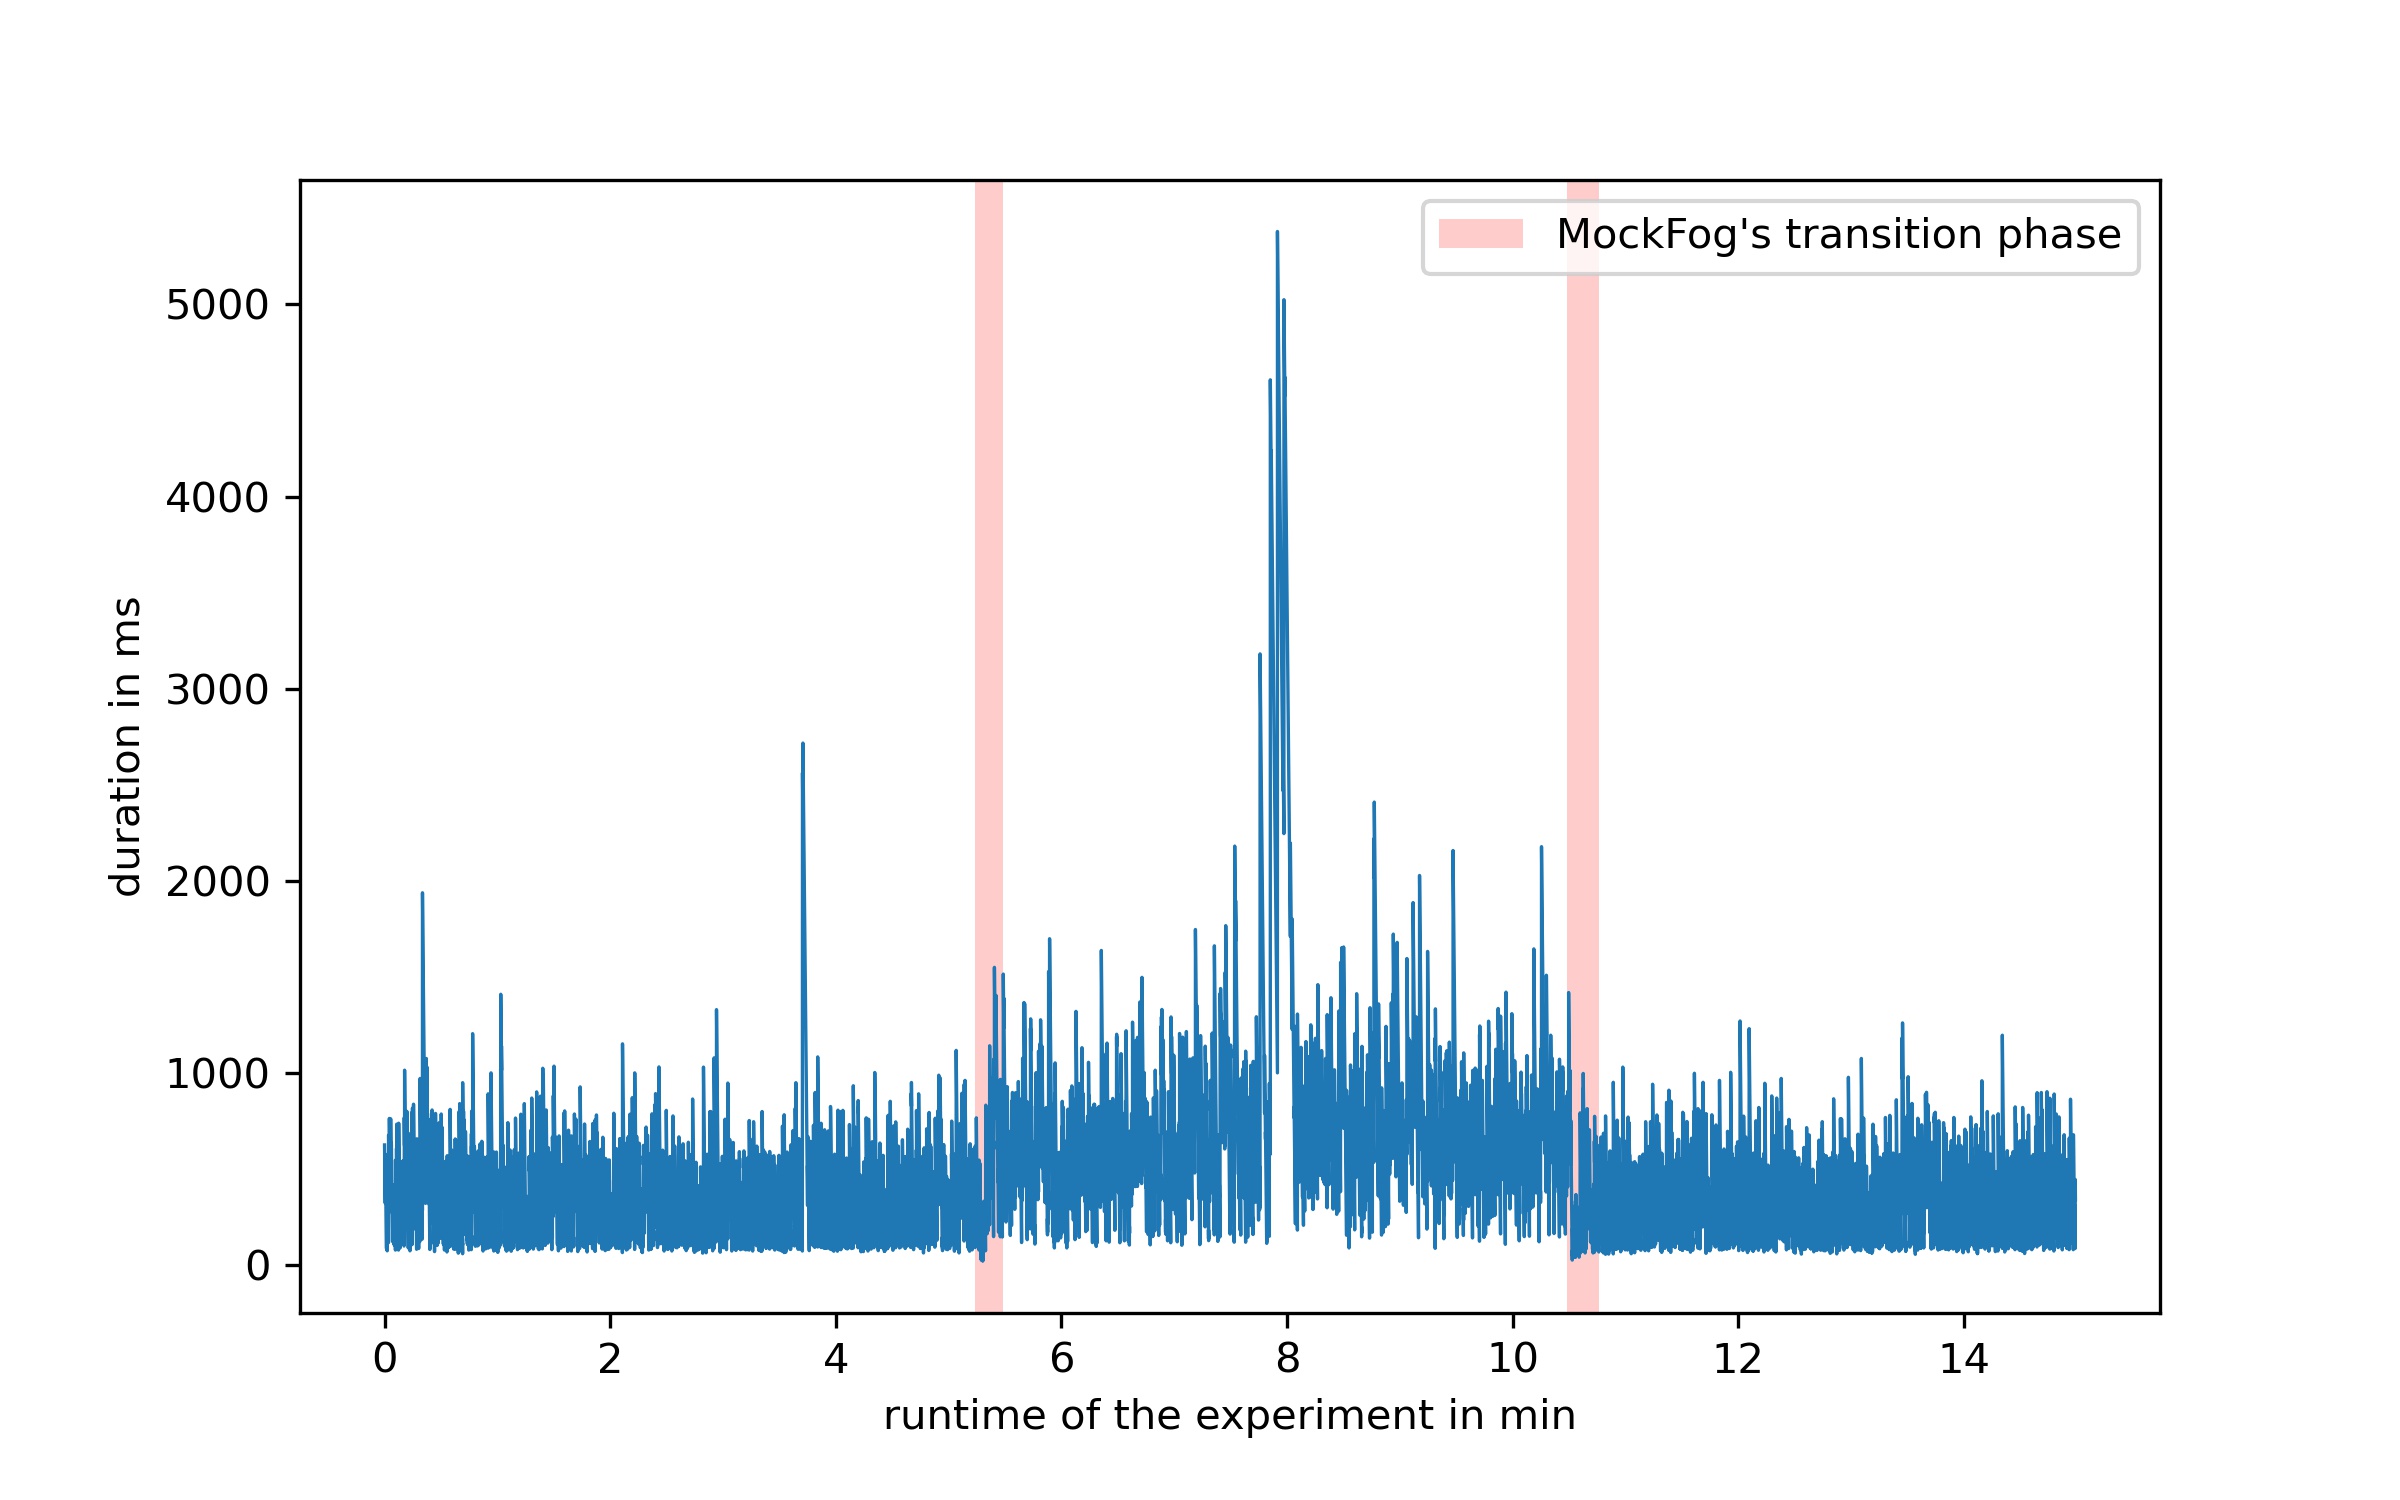 MockFog's transition phase
duration in ms
5000
4000
3000
2000
1000
0
0 2 4 6 8 10 12 14
runtime of the experiment in min